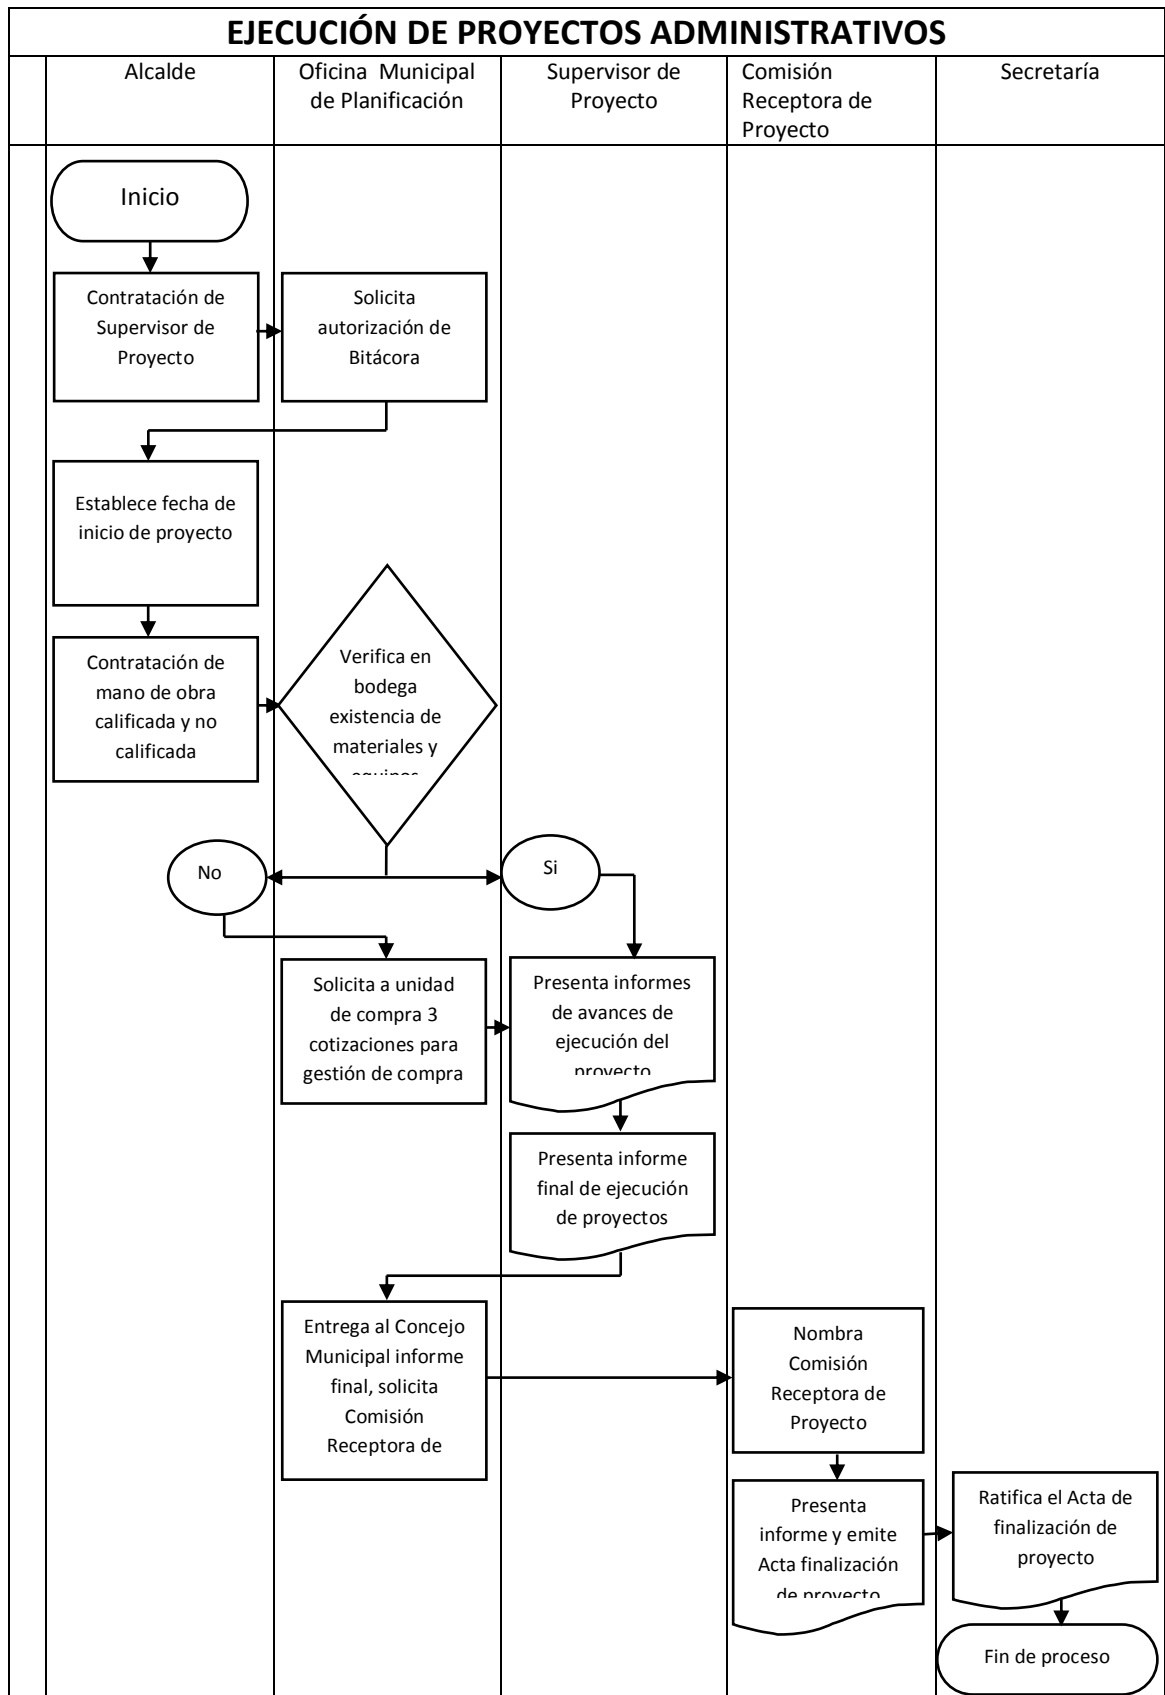 EJECUCIÓN DE PROYECTOS ADMINISTRATIVOS
Alcalde
Oficina Municipal
de Planificación
Supervisor de
Proyecto
Comisión
Receptora de
Proyecto
Secretaría
Inicio
Contratación de
Supervisor de
Proyecto
Solicita
autorización de
Bitácora
Establece fecha de
inicio de proyecto
Contratación de
mano de obra
calificada y no
calificada
Verifica en
bodega
existencia de
materiales y
equipos
No
Si
Solicita a unidad
de compra 3
cotizaciones para
gestión de compra
Presenta informes
de avances de
ejecución del
proyecto
Presenta informe
final de ejecución
de proyectos
Entrega al Concejo
Municipal informe
final, solicita
Comisión
Receptora de
Nombra
Comisión
Receptora de
Proyecto
Presenta
informe y emite
Acta finalización
de proyecto
Ratifica el Acta de
finalización de
proyecto
Fin de proceso